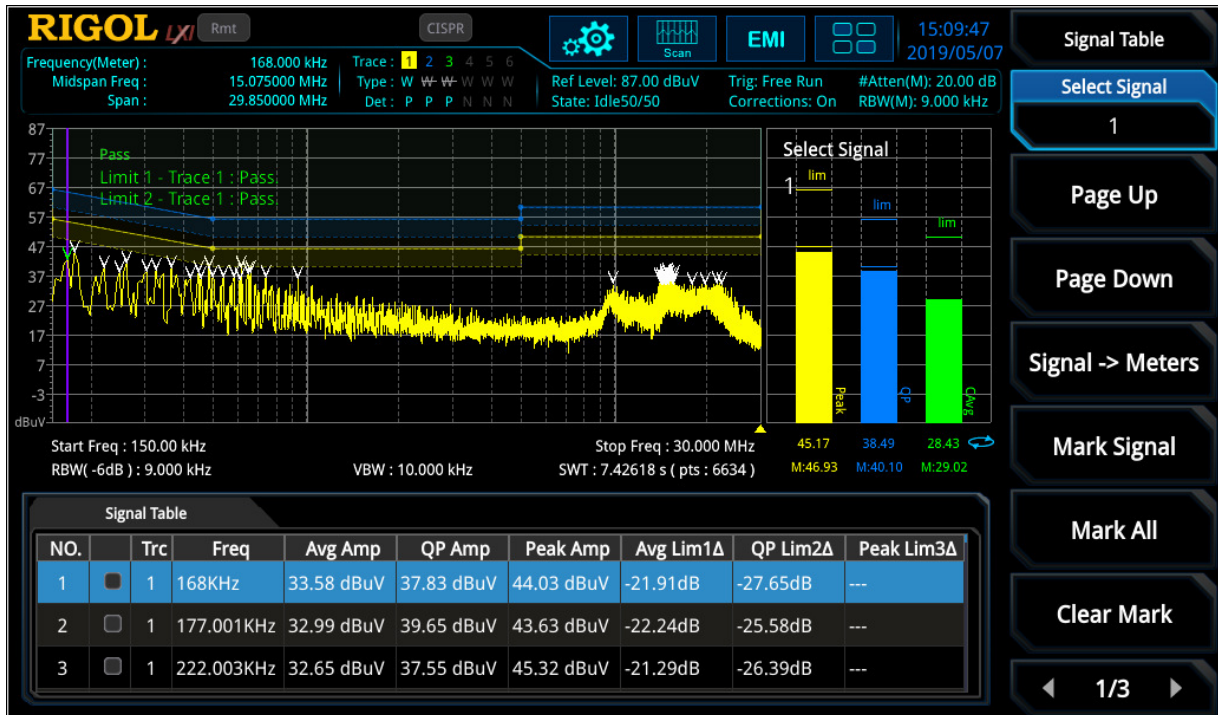 RIGOL LXI Rmt CISPR Scan EMI 15:09:47
2019/05/07
Frequency(Meter) : 168.000 kHz Trace : 1 2 3 4 5 6
Midspan Freq : 15.075000 MHz Type : W W W W W W Ref Level: 87.00 dBuV Trig: Free Run #Atten(M): 20.00 dB
Span : 29.850000 MHz Det : P P P N N N State: Idle50/50 Corrections: On RBW(M): 9.000 kHz
87
77
67
57
47
37
27
17
7
-3
dBuV
Pass
Limit 1 - Trace 1 : Pass
Limit 2 - Trace 1 : Pass
Select Signal
1
lim
lim
lim
Peak
QP
CAvg
45.17 38.49 28.43
M:46.93 M:40.10 M:29.02
Start Freq : 150.00 kHz Stop Freq : 30.000 MHz
RBW( -6dB ) : 9.000 kHz VBW : 10.000 kHz SWT : 7.42618 s ( pts : 6634 )
Signal Table
NO. Trc Freq Avg Amp QP Amp Peak Amp Avg Lim1Δ QP Lim2Δ Peak Lim3Δ
1 1 168KHz 33.58 dBuV 37.83 dBuV 44.03 dBuV -21.91dB -27.65dB ---
2 1 177.001KHz 32.99 dBuV 39.65 dBuV 43.63 dBuV -22.24dB -25.58dB ---
3 1 222.003KHz 32.65 dBuV 37.55 dBuV 45.32 dBuV -21.29dB -26.39dB ---
Signal Table
Select Signal
1
Page Up
Page Down
Signal -> Meters
Mark Signal
Mark All
Clear Mark
1/3